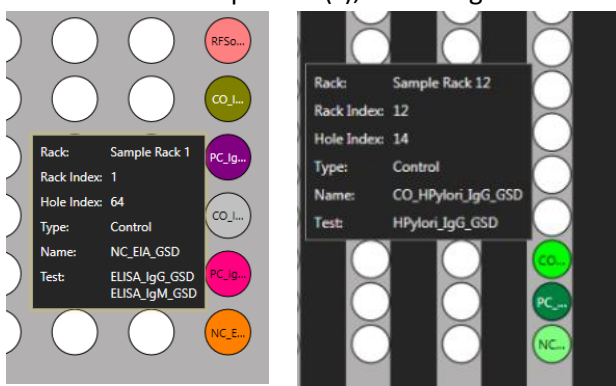 RFSo...
CO_I...
PC_Ig...
CO_I...
PC_Ig...
NC_E...
Rack: Sample Rack 1
Rack Index: 1
Hole Index: 64
Type: Control
Name: NC_EIA_GSD
Test: ELISA_IgG_GSD
ELISA_IgM_GSD
Rack: Sample Rack 12
Rack Index: 12
Hole Index: 14
Type: Control
Name: CO_HPylori_IgG_GSD
Test: HPylori_IgG_GSD
CO...
PC_...
NC...